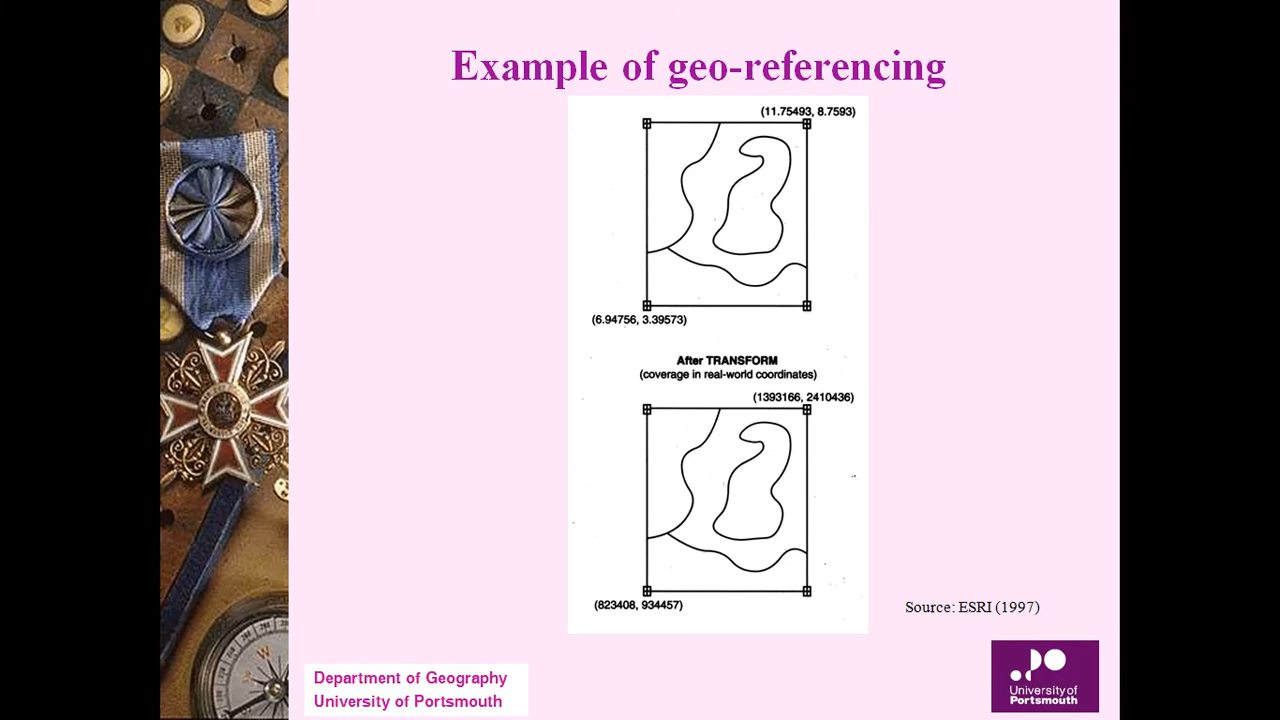 Example of geo-referencing
(11.75493, 8.7593)
(6.94756, 3.39573)
After TRANSFORM
(coverage in real-world coordinates)
(1393166, 2410436)
(823408, 934457)
Source: ESRI (1997)
Department of Geography
University of Portsmouth
University of
Portsmouth